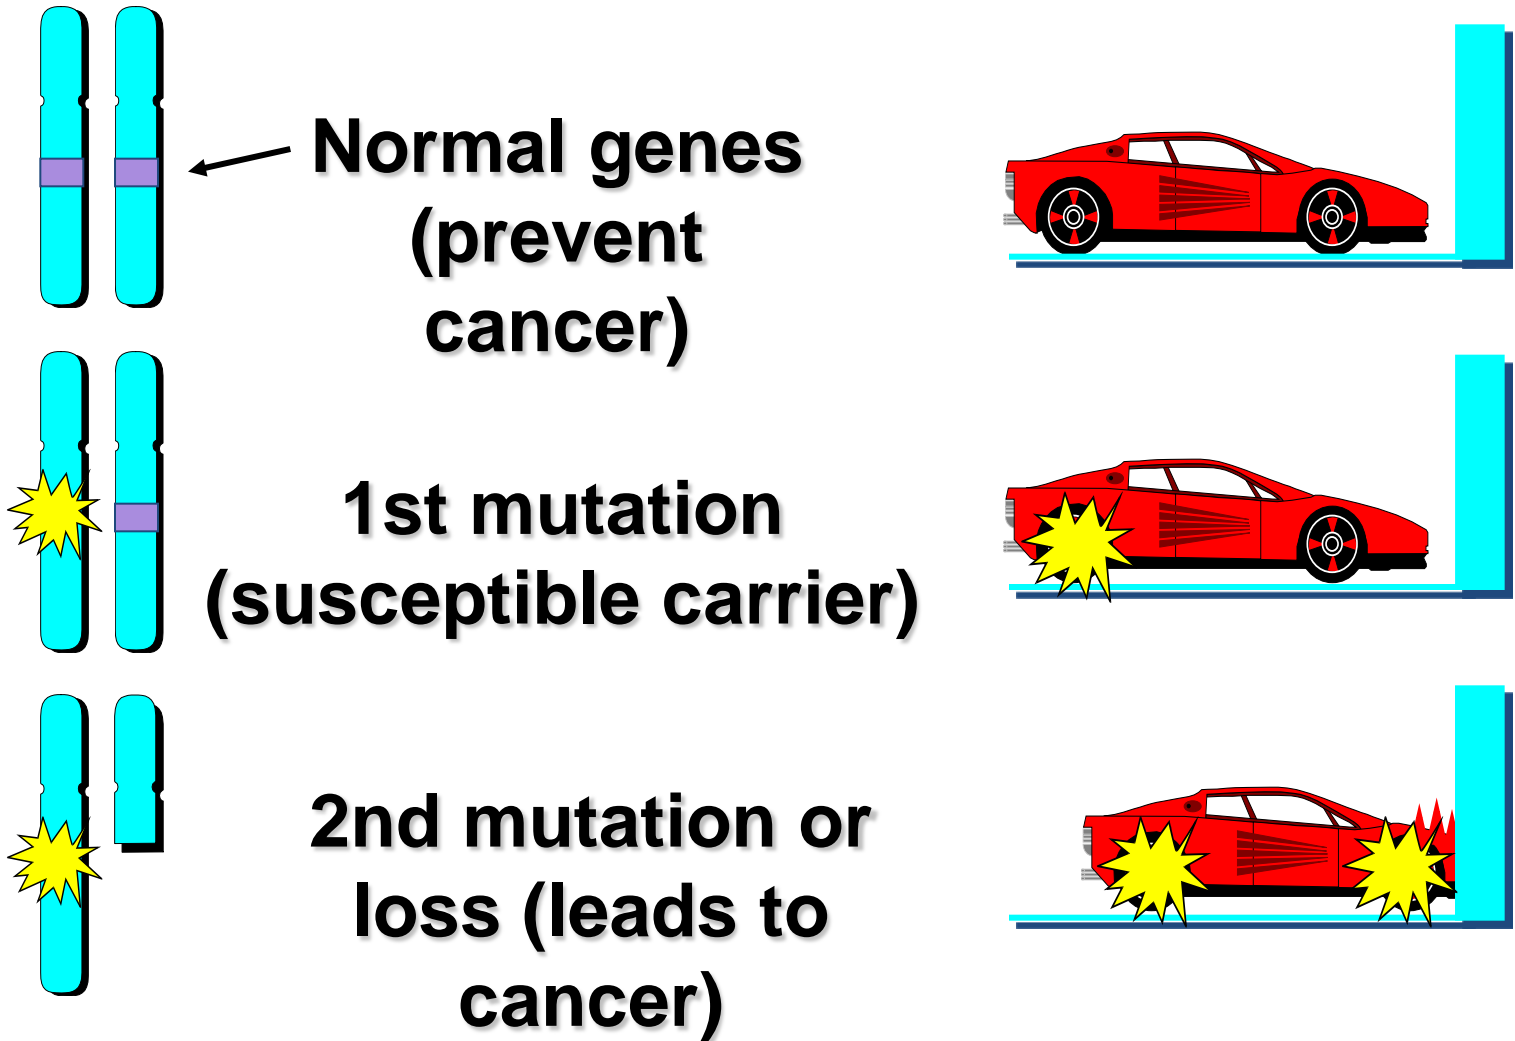 Normal genes
(prevent
cancer)
1st mutation
(susceptible carrier)
2nd mutation or
loss (leads to
cancer)